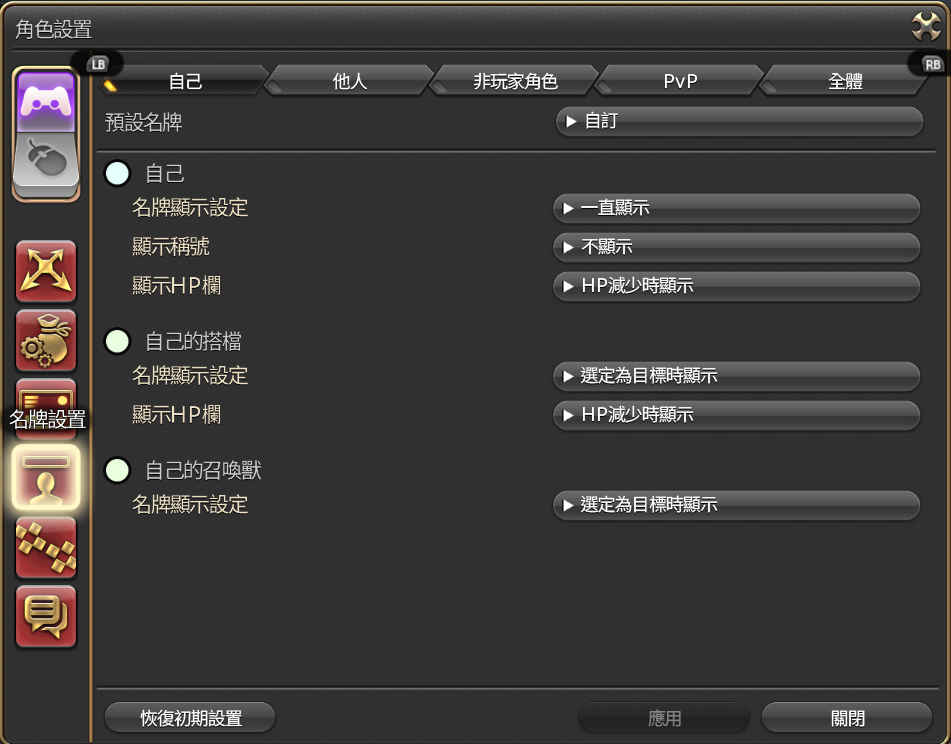 角色設置
LB
RB
自己
他人
非玩家角色
PvP
全體
預設名牌
自訂
自己
名牌顯示設定
一直顯示
顯示稱號
不顯示
顯示HP欄
HP減少時顯示
自己的搭檔
名牌顯示設定
選定為目標時顯示
顯示HP欄
HP減少時顯示
名牌設置
自己的召喚獸
名牌顯示設定
選定為目標時顯示
恢復初期設置
應用
關閉